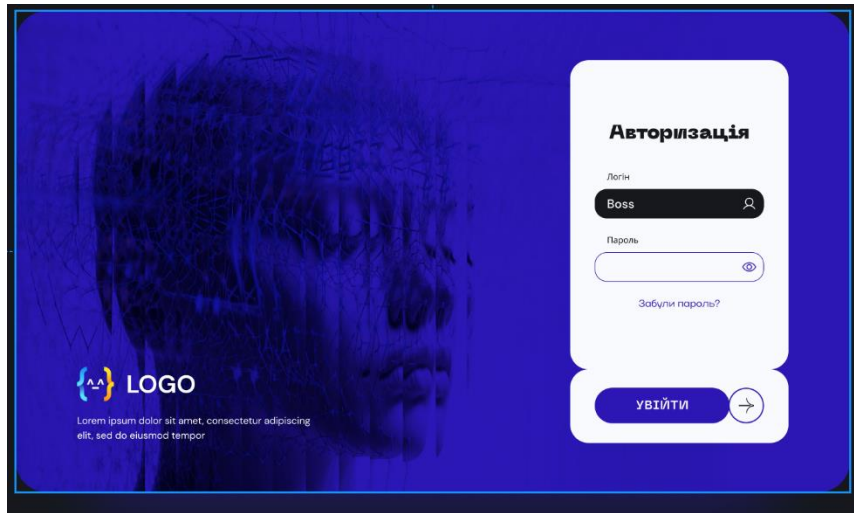 Авторизація
Логін
Boss
Пароль
Забули пароль?
УВІЙТИ
{^_^} LOGO
Lorem ipsum dolor sit amet, consectetur adipiscing
elit, sed do eiusmod tempor